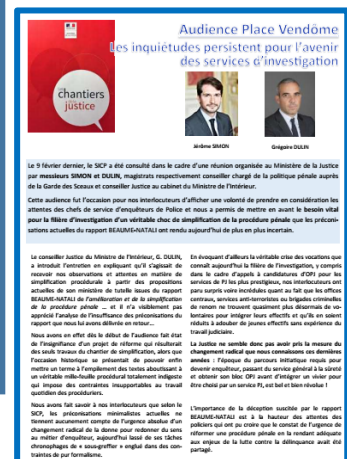 Audience Place Vendôme
Les inquiétudes persistent pour l'avenir
des services d'investigation
chantiers
de la
justice
Jérôme SIMON
Grégoire DULIN
Le 9 février dernier, le SICP a été consulté dans le cadre d'une réunion organisée au Ministère de la Justice
par messieurs SIMON et DULIN, magistrats respectivement conseiller chargé de la politique pénale auprès
de la Garde des Sceaux et conseiller Justice au cabinet du Ministre de l'Intérieur.
Cette audience fut l'occasion pour nos interlocuteurs d'afficher une volonté de prendre en considération les
attentes des chefs de service d'enquêteurs de Police et nous a permis de mettre en avant le besoin vital
pour la filière d'investigation d'un véritable choc de simplification de la procédure pénale que les préconi-
sations actuelles du rapport BEAUME-NATALI rendent aujourd'hui de plus en plus incertain.
Le conseiller Justice du Ministre de l'Intérieur, G. DULIN,
a introduit l'entretien en expliquant qu'il s'agissait de
recevoir nos observations et attentes en matière de
simplification procédurale à partir des propositions
actuelles de son ministère de tutelle issues du rapport
BEAUME-NATALI de l'amélioration et de la simplification
de la procédure pénale ... et il n'a visiblement pas
apprécié l'analyse de l'insuffisance des préconisations du
rapport que nous lui avons délivrée en retour...
Nous avons en effet dès le début de l'audience fait état
de l'insignifiance d'un projet de réforme qui résulterait
des seuls travaux du chantier de simplification, alors que
l'occasion historique se présentait de pouvoir enfin
mettre un terme à l'empilement des textes aboutissant à
un véritable mille-feuille procédural totalement indigeste
qui impose des contraintes insupportables au travail
quotidien des procéduriers.
Nous avons fait savoir à nos interlocuteurs que selon le
SICP, les préconisations minimalistes actuelles ne
tiennent aucunement compte de l'urgence absolue d'un
changement radical de la donne pour redonner du sens
au métier d'enquêteur, aujourd'hui lassé de ses tâches
chronophages de « sous-greffier » englué dans des con-
traintes de pur formalisme.
En évoquant d'ailleurs la véritable crise des vocations que
connait aujourd'hui la filière de l'investigation, y compris
dans le cadre d'appels à candidatures d'OPJ pour les
services de PJ les plus prestigieux, nos interlocuteurs ont
paru surpris voire incrédules quant au fait que les offices
centraux, services anti-terroristes ou brigades criminelles
de renom ne trouvent quasiment plus désormais de vo-
lontaires pour intégrer leurs effectifs et qu'ils en soient
réduits à adouber de jeunes effectifs sans expérience du
travail judiciaire.
La Justice ne semble donc pas avoir pris la mesure du
changement radical que nous connaissons ces dernières
années : l'époque du parcours initiatique requis pour
devenir enquêteur, passant du service général à la sûreté
et obtenir son bloc OPJ avant d'intégrer un vivier pour
être choisi par un service PJ, est bel et bien révolue !
L'importance de la déception suscitée par le rapport
BEAUME-NATALI est à la hauteur des attentes des
policiers qui ont pu croire que le constat de l'urgence de
réformer une procédure pénale en la rendant adéquate
aux enjeux de la lutte contre la délinquance avait été
partagé.